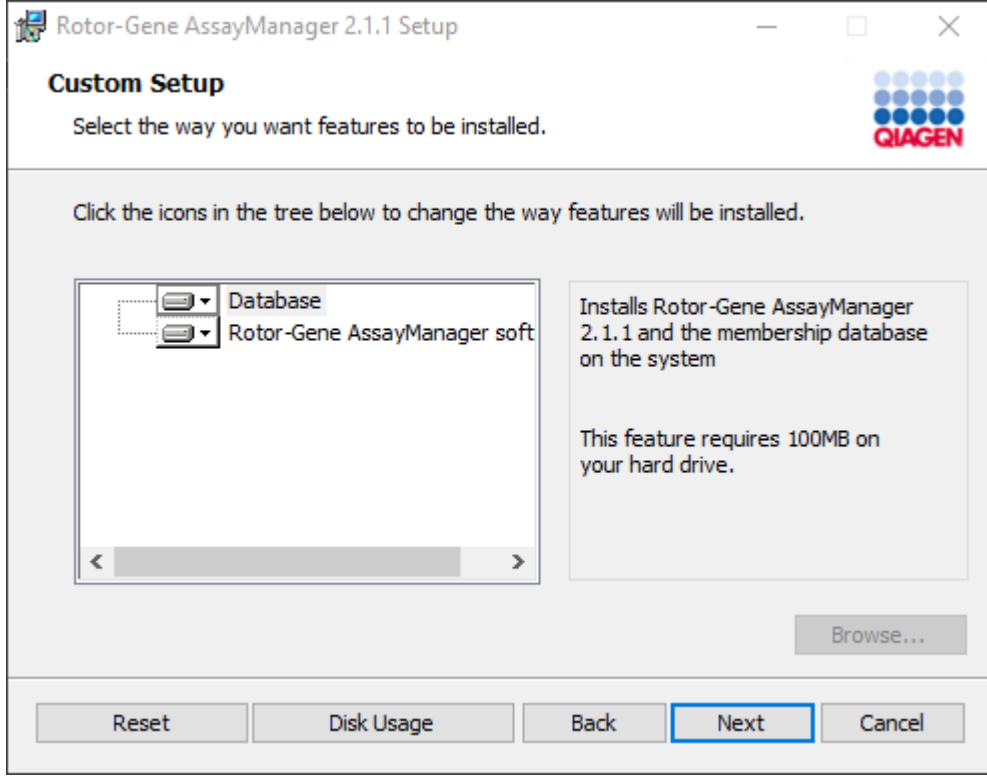 Rotor-Gene AssayManager 2.1.1 Setup
Custom Setup
Select the way you want features to be installed.
QIAGEN
Click the icons in the tree below to change the way features will be installed.
Database
Rotor-Gene AssayManager soft
Installs Rotor-Gene AssayManager
2.1.1 and the membership database
on the system
This feature requires 100MB on
your hard drive.
Browse...
Reset
Disk Usage
Back
Next
Cancel